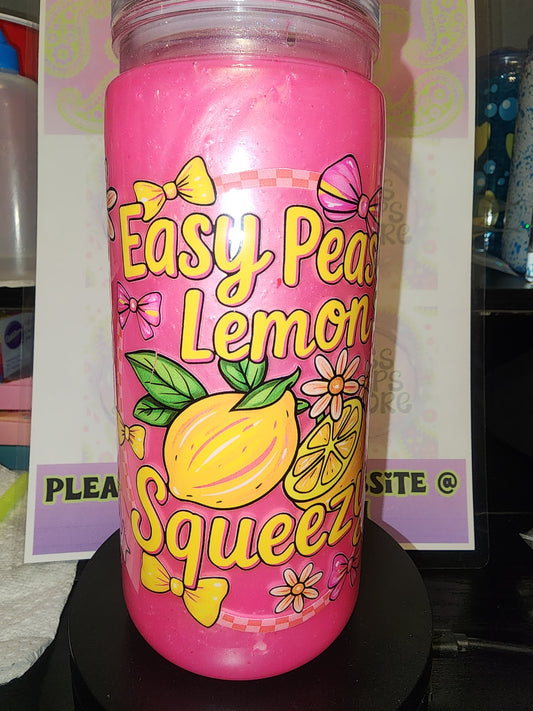 Easy Peas
Lemon
Squeez
PLEA
SiTE @